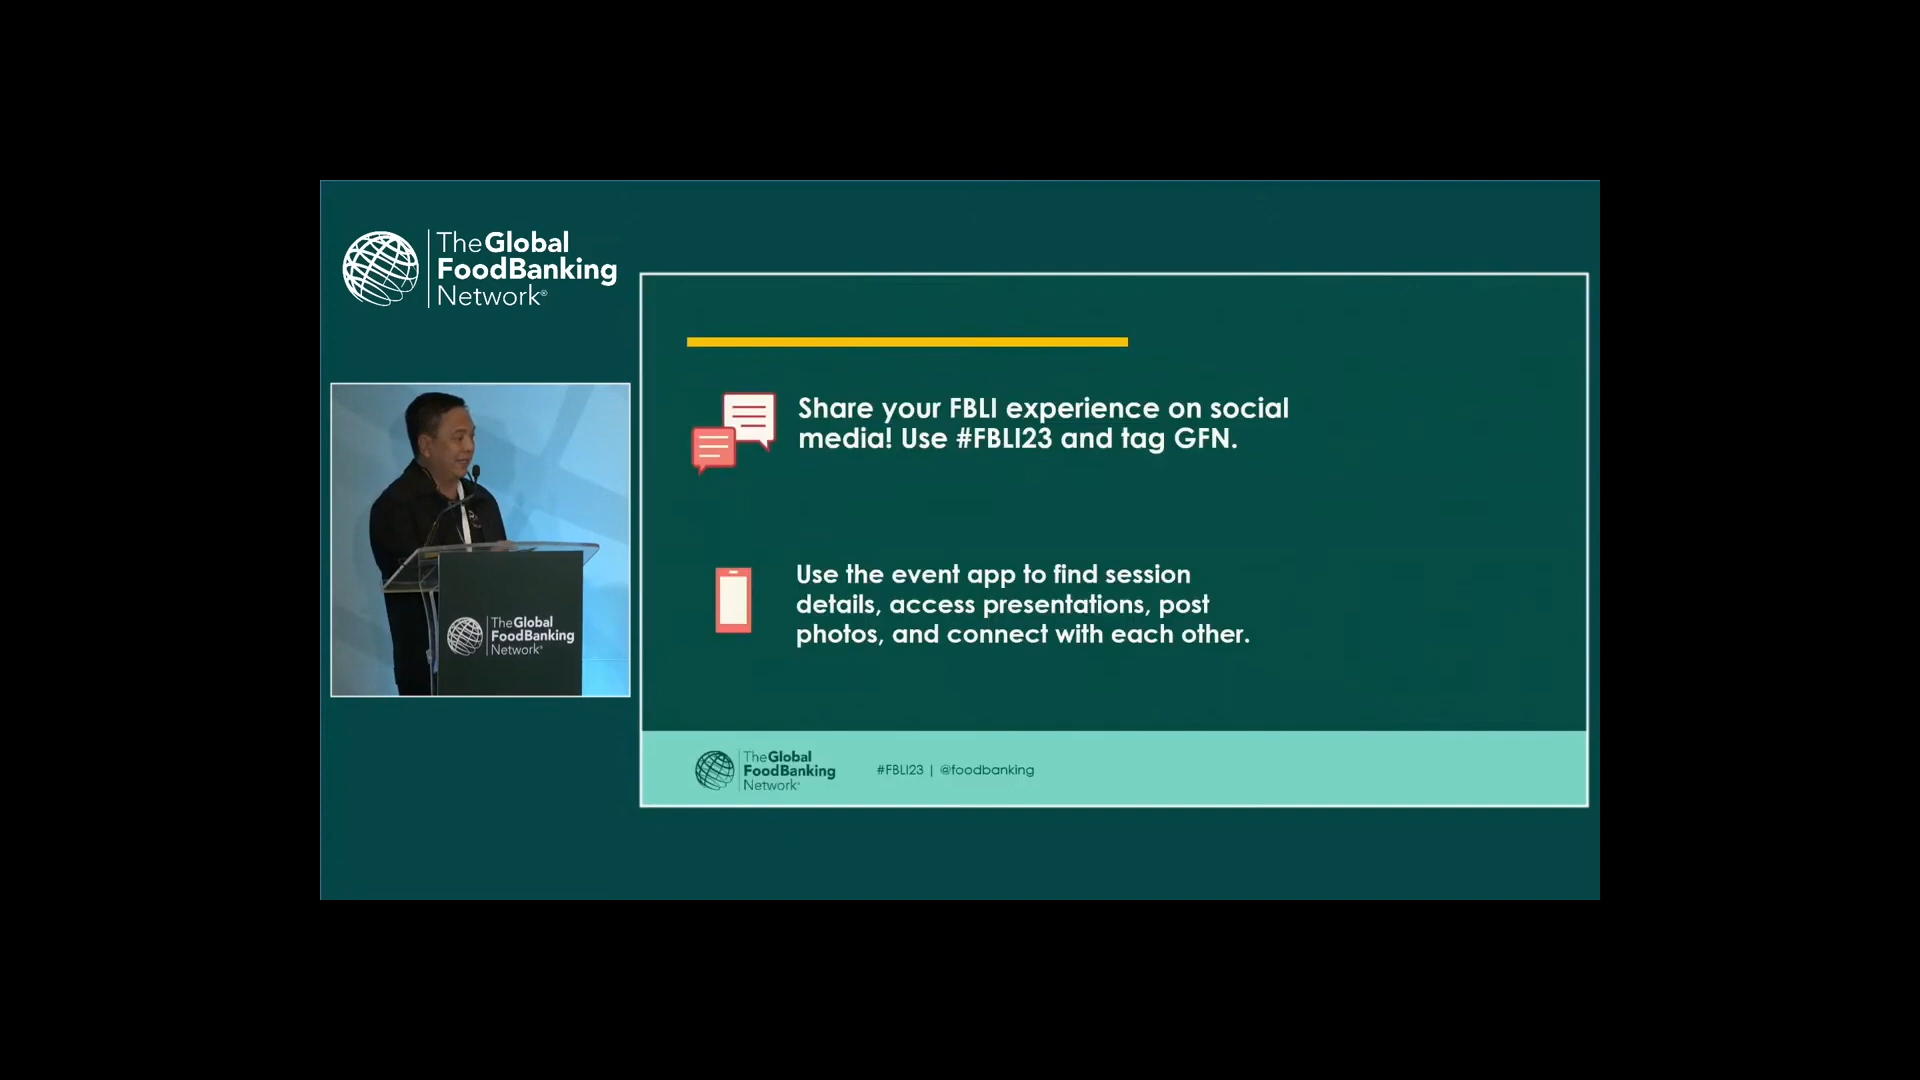 The Global
FoodBanking
Network®
Share your FBLI experience on social
media! Use #FBLI23 and tag GFN.
Use the event app to find session
details, access presentations, post
photos, and connect with each other.
The Global
FoodBanking
Network
The Global
FoodBanking
Network
#FBLI23 | @foodbanking